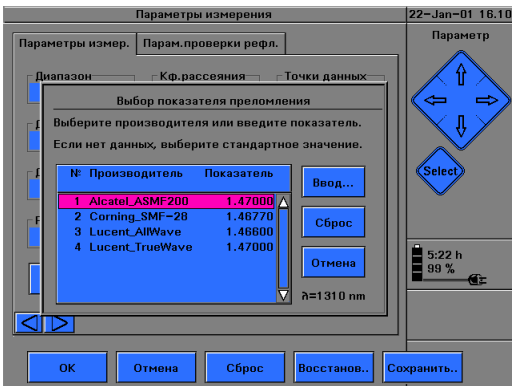 Параметры измерения
22-Jan-01 16.10
Параметры измер.
Парам.проверки рефл.
Параметр
Диапазон
Кф.рассеяния
Точки данных
Выбор показателя преломления
Выберите производителя или введите показатель.
Если нет данных, выберите стандартное значение.
№ Производитель Показатель
1 Alcatel_ASMF200 1.47000
2 Corning_SMF-28 1.46770
3 Lucent_AllWave 1.46600
4 Lucent_TrueWave 1.47000
Ввод...
Сброс
Отмена
λ=1310 nm
Select
5:22 h
99 %
OK
Отмена
Сброс
Восстанов..
Сохранить..